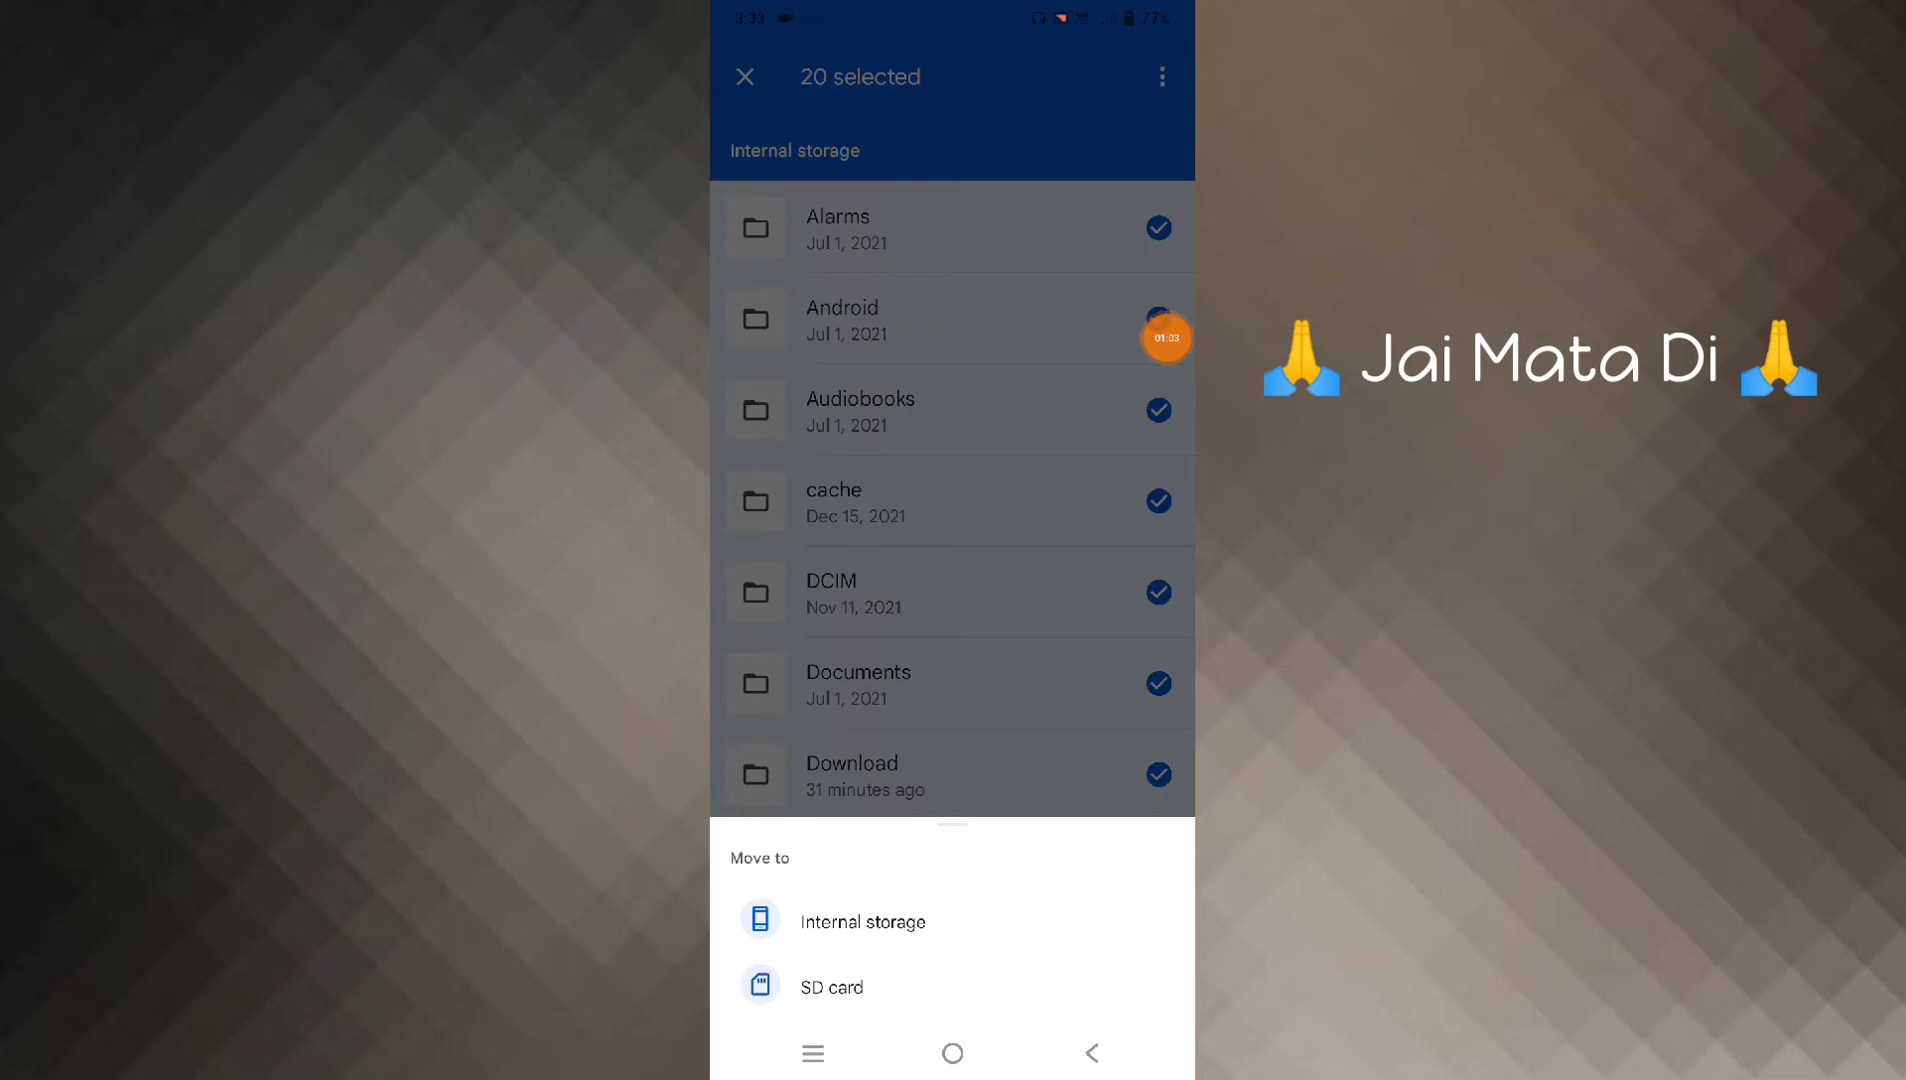 3:33
77%
20 selected
Internal storage
Alarms
Jul 1, 2021
Android
Jul 1, 2021
01:03
Audiobooks
Jul 1, 2021
cache
Dec 15, 2021
DCIM
Nov 11, 2021
Documents
Jul 1, 2021
Download
31 minutes ago
Move to
Internal storage
SD card
🙏 Jai Mata Di 🙏